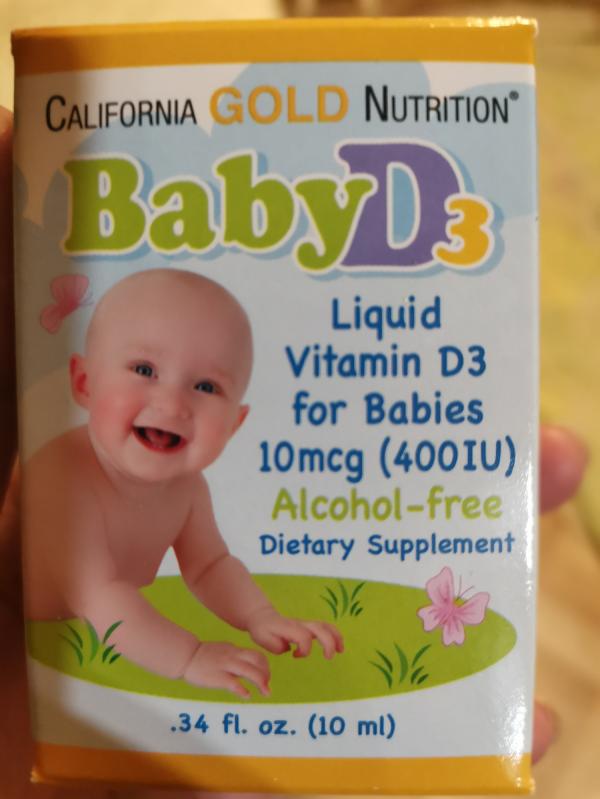 CALIFORNIA GOLD NUTRITION®
BabyD3
Liquid
Vitamin D3
for Babies
10mcg (400IU)
Alcohol-free
Dietary Supplement
.34 fl. oz. (10 ml)